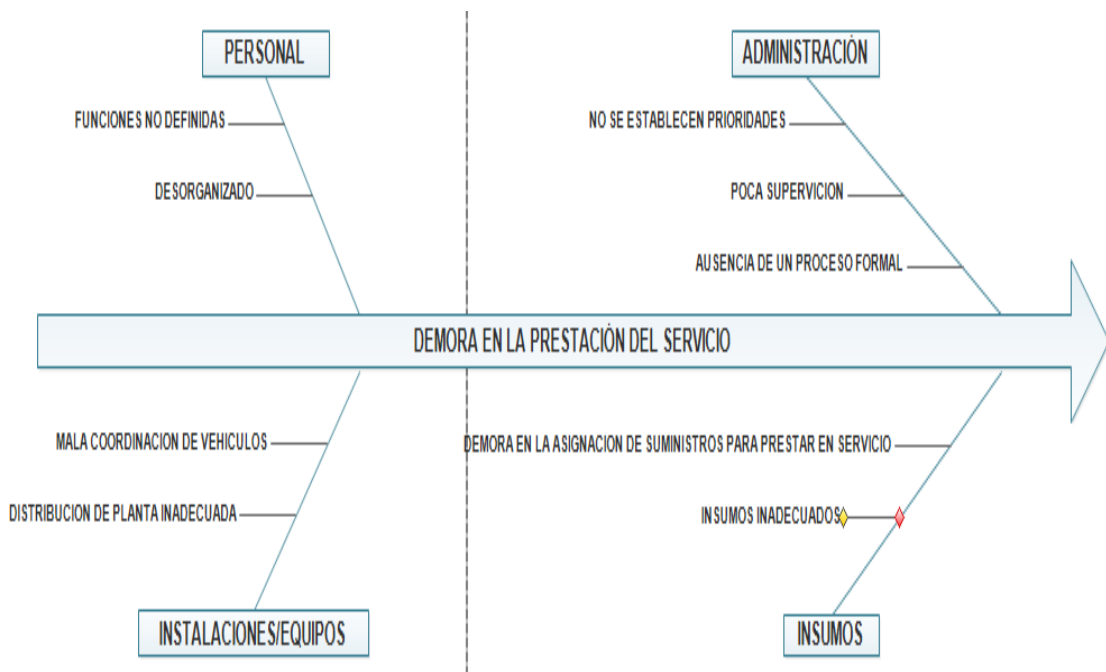 PERSONAL
ADMINISTRACIÓN
FUNCIONES NO DEFINIDAS
NO SE ESTABLECEN PRIORIDADES
DESORGANIZADO
POCA SUPERVICION
AUSENCIA DE UN PROCESO FORMAL
DEMORA EN LA PRESTACIÓN DEL SERVICIO
MALA COORDINACION DE VEHICULOS
DEMORA EN LA ASIGNACION DE SUMINISTROS PARA PRESTAR EN SERVICIO
DISTRIBUCION DE PLANTA INADECUADA
INSUMOS INADECUADOS
INSTALACIONES/EQUIPOS
INSUMOS